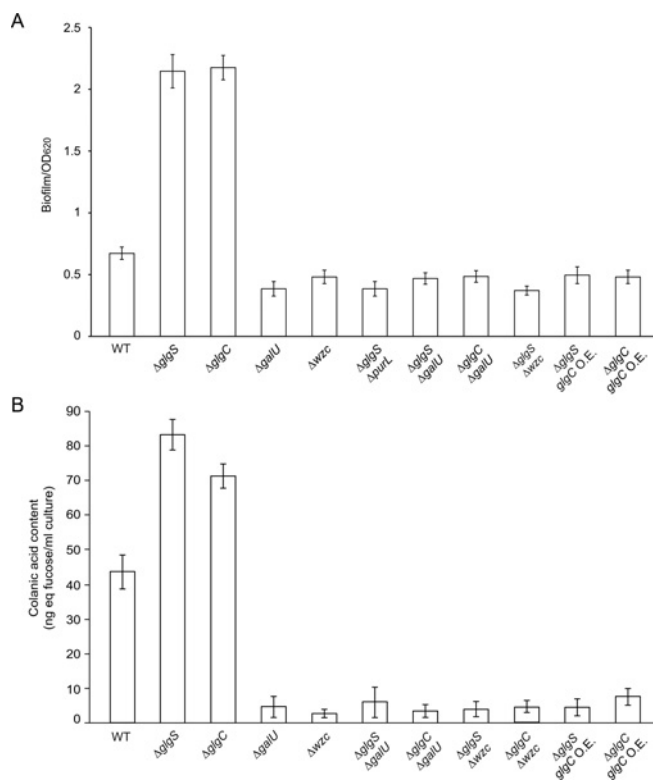 A
Biofilm/OD620
2.5
2
1.5
1
0.5
0
WT
ΔglgS
ΔglgC
ΔgalU
Δwzc
ΔglgS
ΔpurL
ΔglgS
ΔgalU
ΔglgC
ΔgalU
ΔglgS
Δwzc
ΔglgS
glgC O.E.
ΔglgC
glgC O.E.
B
Colanic acid content
(ng eq fucose/ml culture)
90
80
70
60
50
40
30
20
10
0
WT
ΔglgS
ΔglgC
ΔgalU
Δwzc
ΔglgS
ΔgalU
ΔglgC
ΔgalU
ΔglgS
Δwzc
ΔglgC
Δwzc
ΔglgS
glgC O.E.
ΔglgC
glgC O.E.